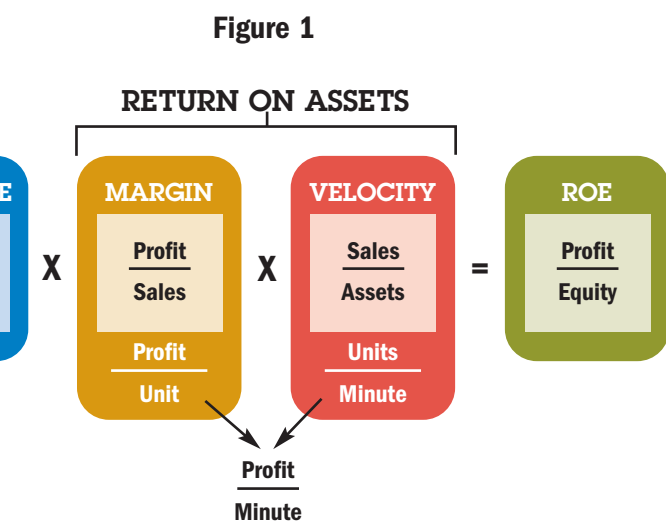 Figure 1
RETURN ON ASSETS
E
MARGIN
VELOCITY
ROE
X
Profit
Sales
X
Sales
Assets
=
Profit
Equity
Profit
Unit
Units
Minute
Profit
Minute